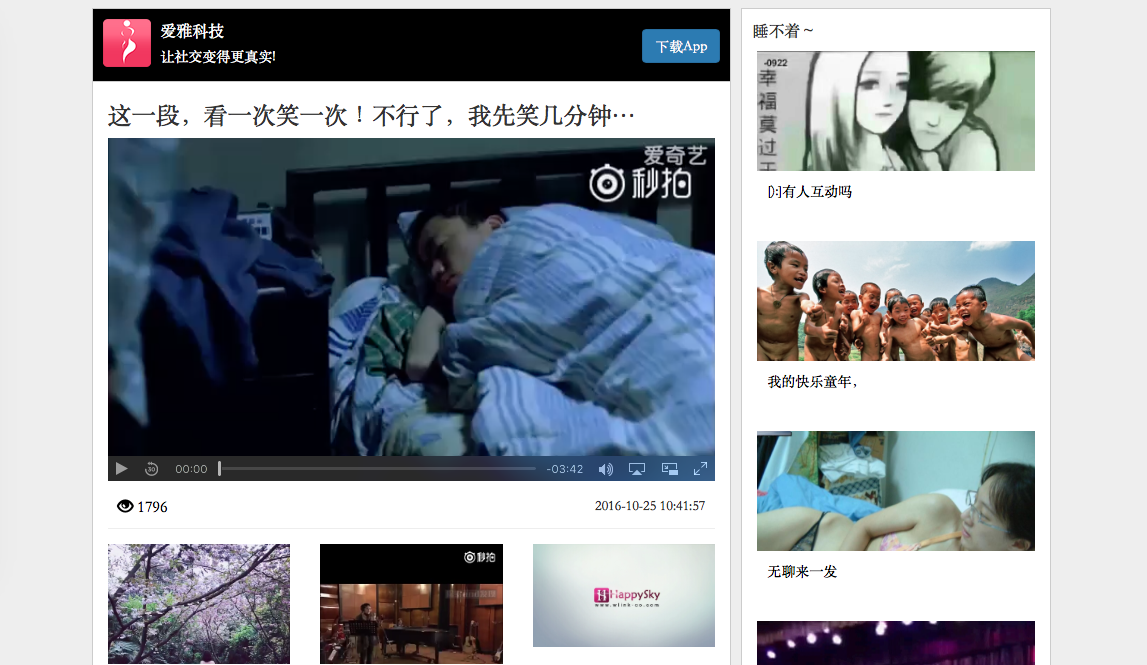 爱雅科技
让社交变得更真实!
下载App
这一段，看一次笑一次！不行了，我先笑几分钟…
爱奇艺
秒拍
00:00
-03:42
1796
2016-10-25 10:41:57
秒拍
HappySky
www.wlink-co.com
睡不着～
-0922
幸福莫过于
有人互动吗
我的快乐童年，
无聊来一发